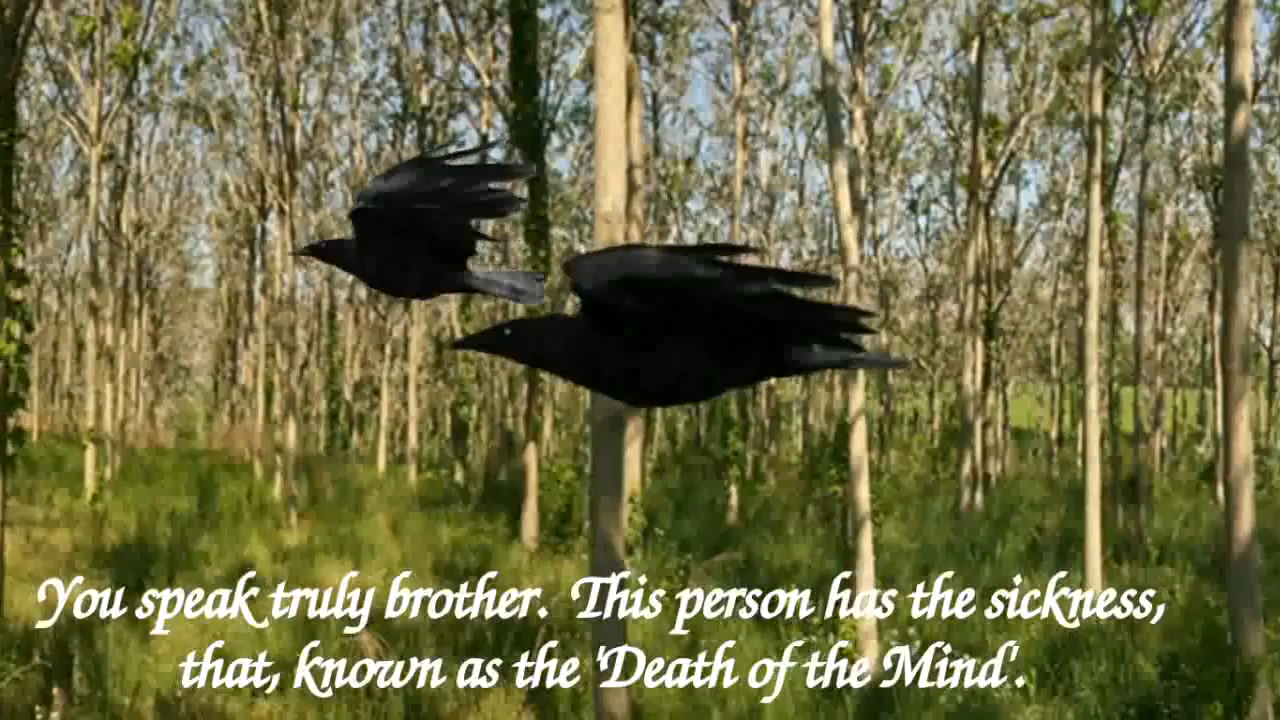 You speak truly brother.  This person has the sickness,
that, known as the 'Death of the Mind'.